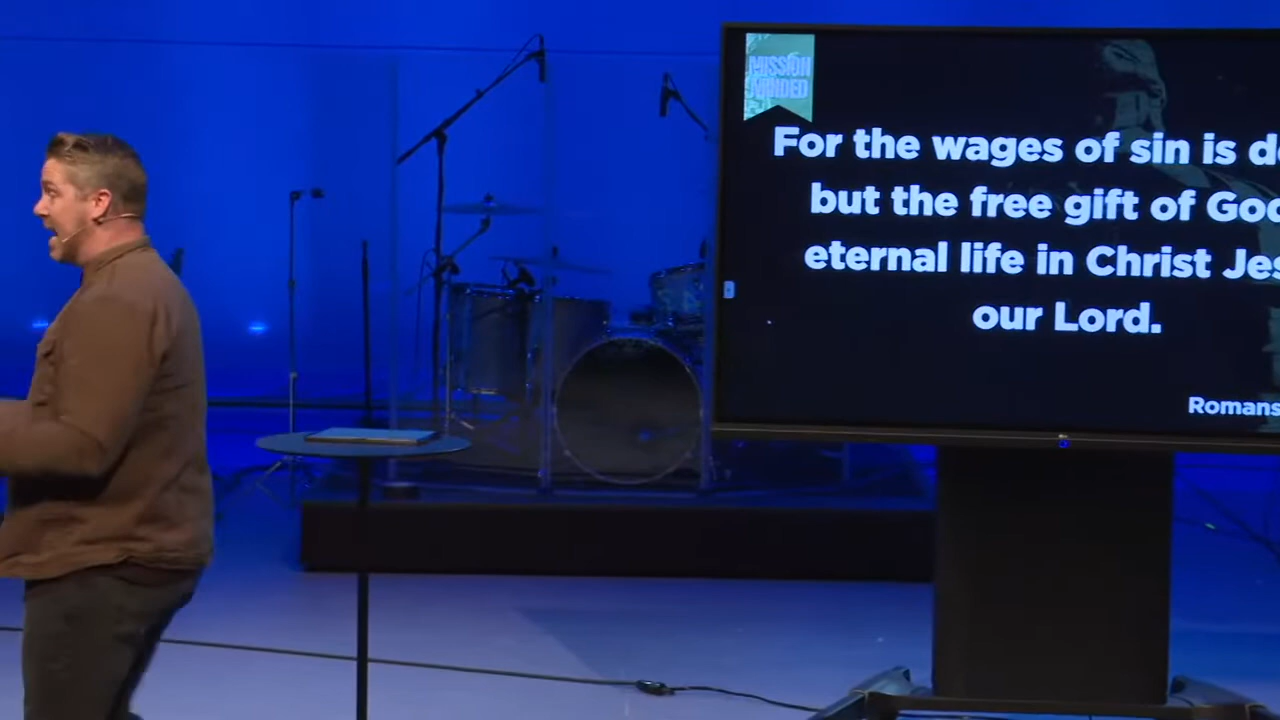 MISSION
MINDED
For the wages of sin is
but the free gift of
eternal life in Christ
our Lord.
Romans